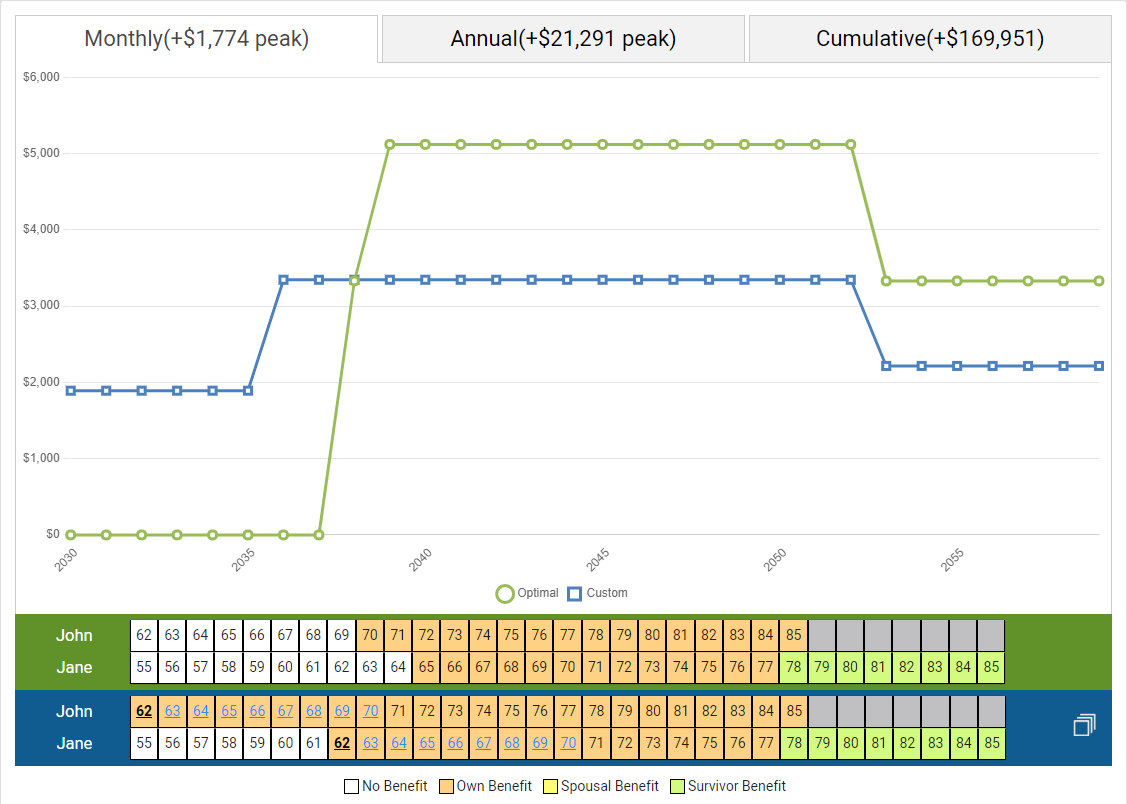 Monthly(+$1,774 peak) Annual(+$21,291 peak) Cumulative(+$169,951)
$6,000
$5,000
$4,000
$3,000
$2,000
$1,000
$0
2030 2035 2040 2045 2050 2055
Optimal Custom
John 62 63 64 65 66 67 68 69 70 71 72 73 74 75 76 77 78 79 80 81 82 83 84 85
Jane 55 56 57 58 59 60 61 62 63 64 65 66 67 68 69 70 71 72 73 74 75 76 77 78 79 80 81 82 83 84 85
John 62 63 64 65 66 67 68 69 70 71 72 73 74 75 76 77 78 79 80 81 82 83 84 85
Jane 55 56 57 58 59 60 61 62 63 64 65 66 67 68 69 70 71 72 73 74 75 76 77 78 79 80 81 82 83 84 85
No Benefit Own Benefit Spousal Benefit Survivor Benefit